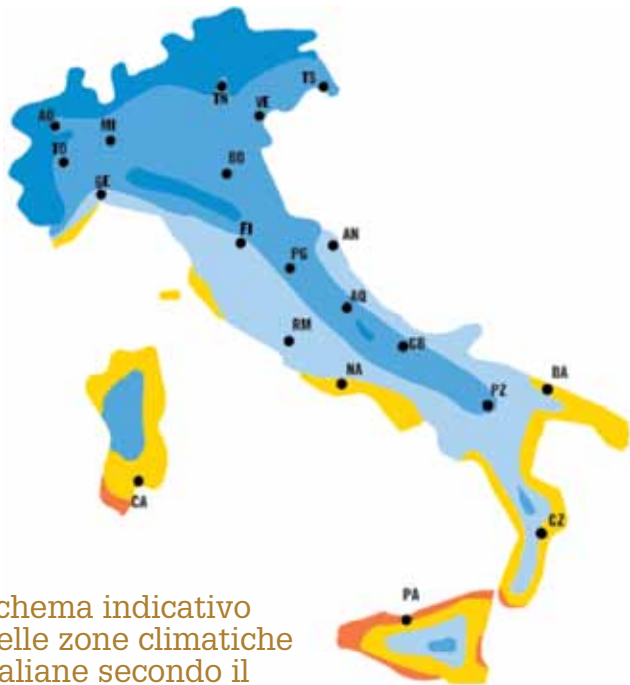 TS
TN
VE
AO
MI
TO
BO
GE
FI
AN
PG
AQ
RM
CB
NA
BA
PZ
CA
CZ
PA
chema indicativo
elle zone climatiche
aliane secondo il